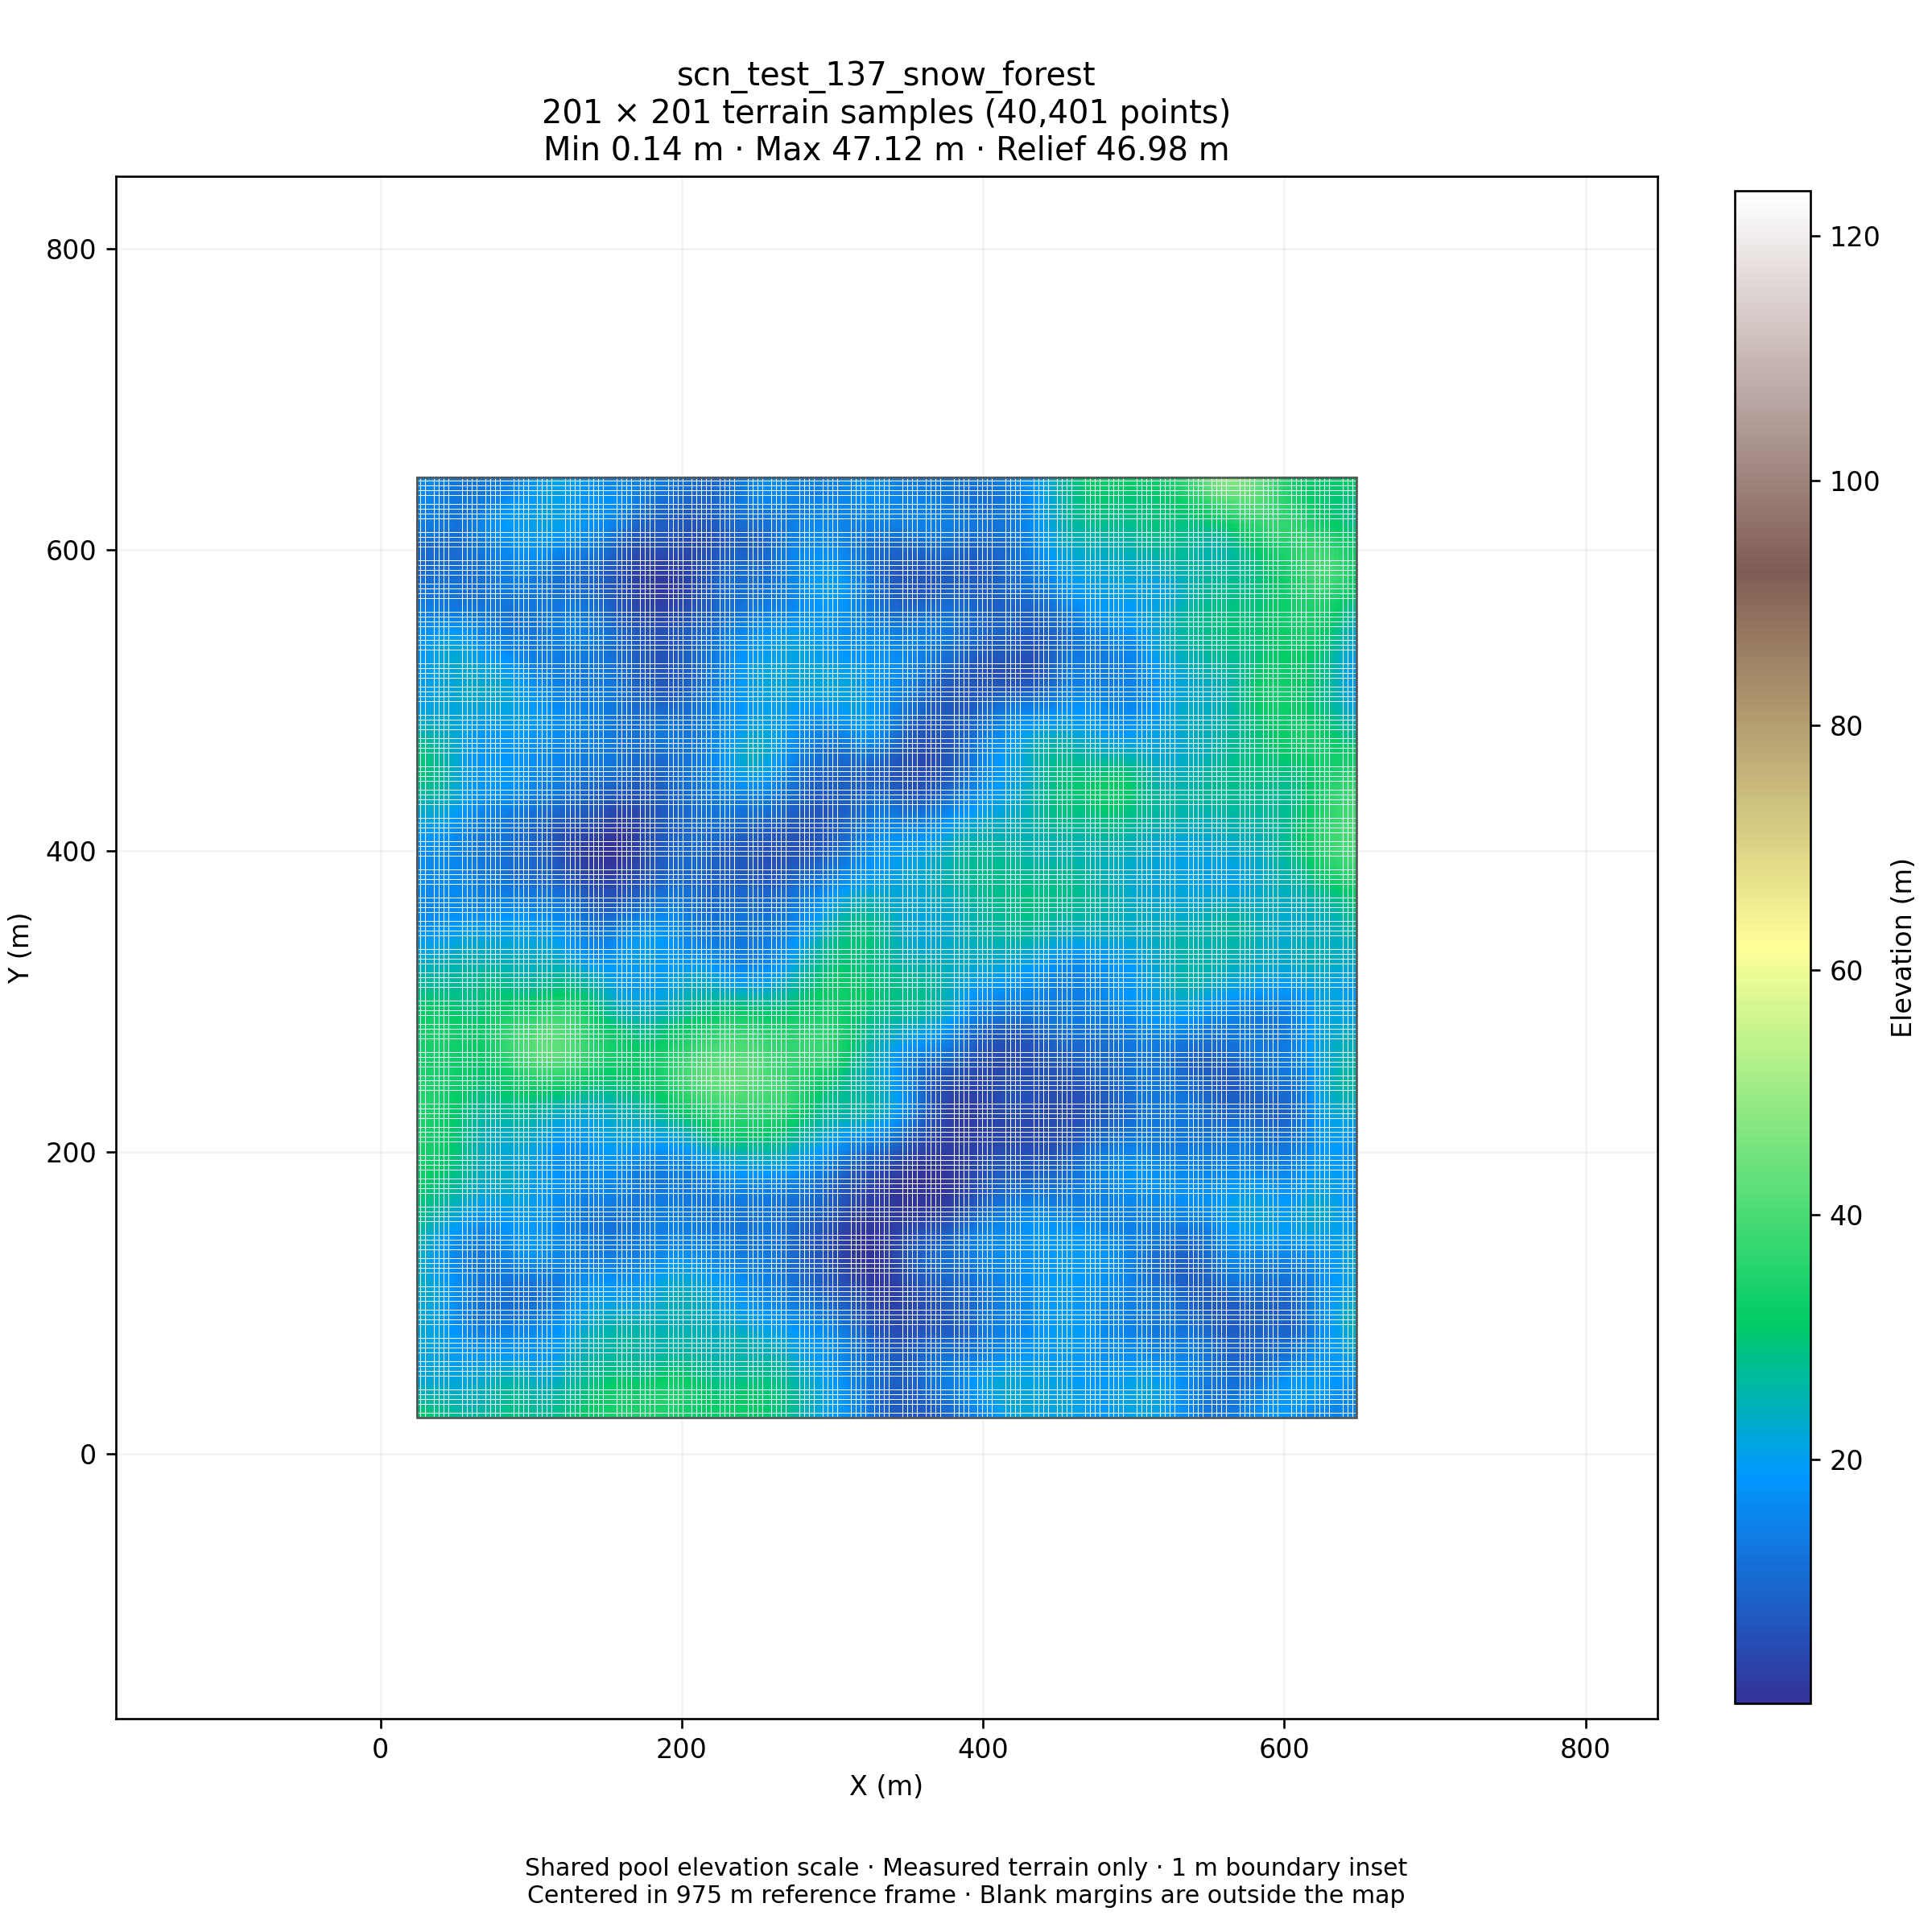 scn_test_137_snow_forest
201 × 201 terrain samples (40,401 points)
Min 0.14 m · Max 47.12 m · Relief 46.98 m
800
600
400
200
0
Y (m)
0
200
400
600
800
X (m)
120
100
80
60
40
20
Elevation (m)
Shared pool elevation scale · Measured terrain only · 1 m boundary inset
Centered in 975 m reference frame · Blank margins are outside the map